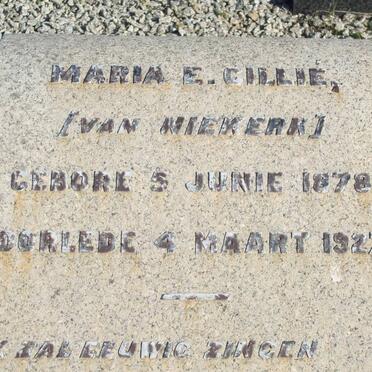 MARIA E. CILLIE,
[VAN NIEKERK]
GEBORE 5 JUNIE 1878
OORLEDE 4 MAART 192
ZAL EEUWIG ZINGEN